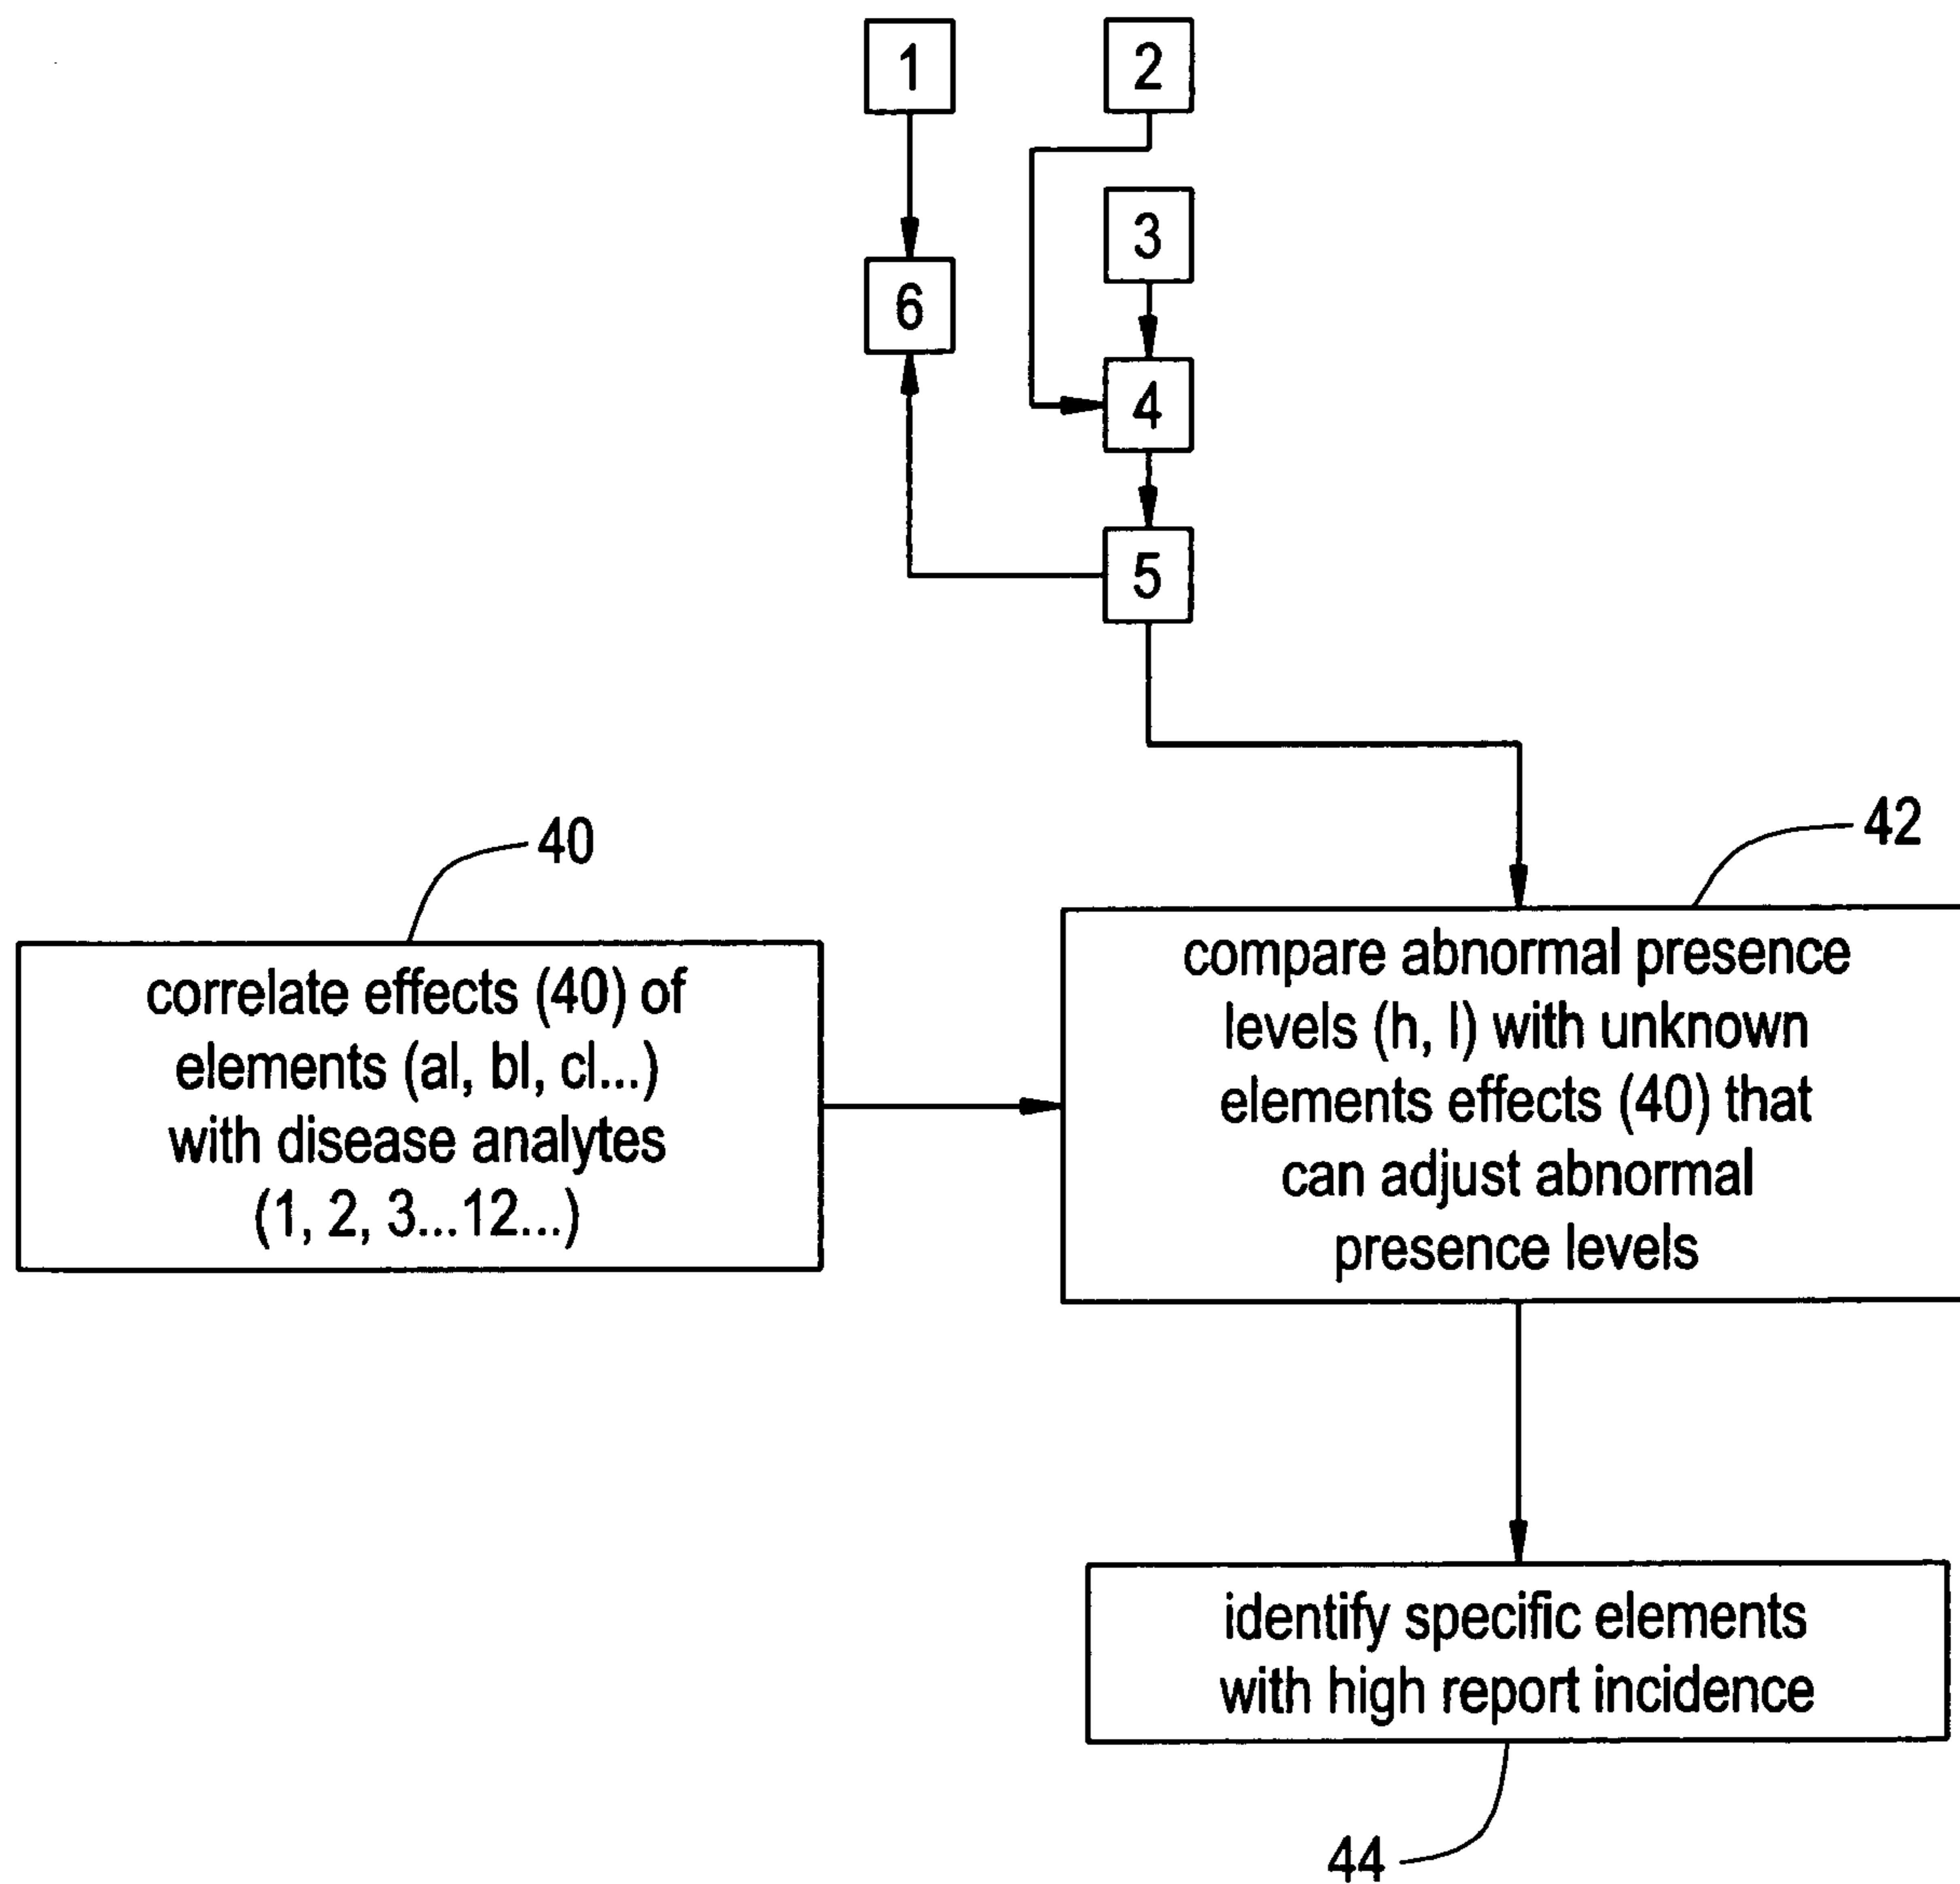 1
2
3
6
4
5
40
42
correlate effects (40) of
elements (al, bl, cl...)
with disease analytes
(1, 2, 3...12...)
compare abnormal presence
levels (h, l) with unknown
elements effects (40) that
can adjust abnormal
presence levels
identify specific elements
with high report incidence
44